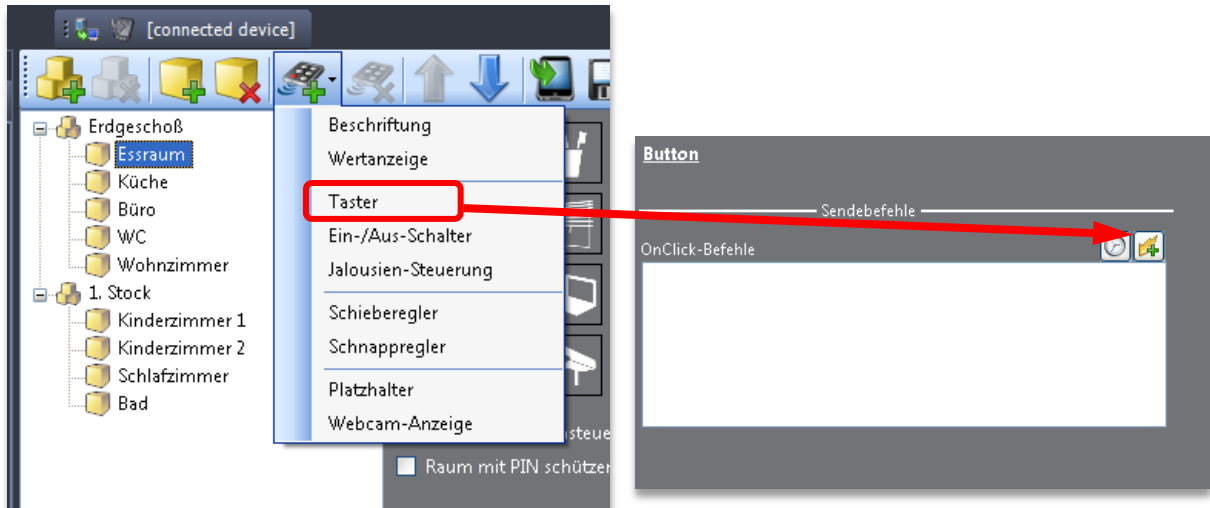 [connected device]
Erdgeschoß
Essraum
Küche
Büro
WC
Wohnzimmer
1. Stock
Kinderzimmer 1
Kinderzimmer 2
Schlafzimmer
Bad
Beschriftung
Wertanzeige
Taster
Ein-/Aus-Schalter
Jalousien-Steuerung
Schieberegler
Schnappregler
Platzhalter
Webcam-Anzeige
Raum mit PIN schützen
Button
Sendebefehle
OnClick-Befehle